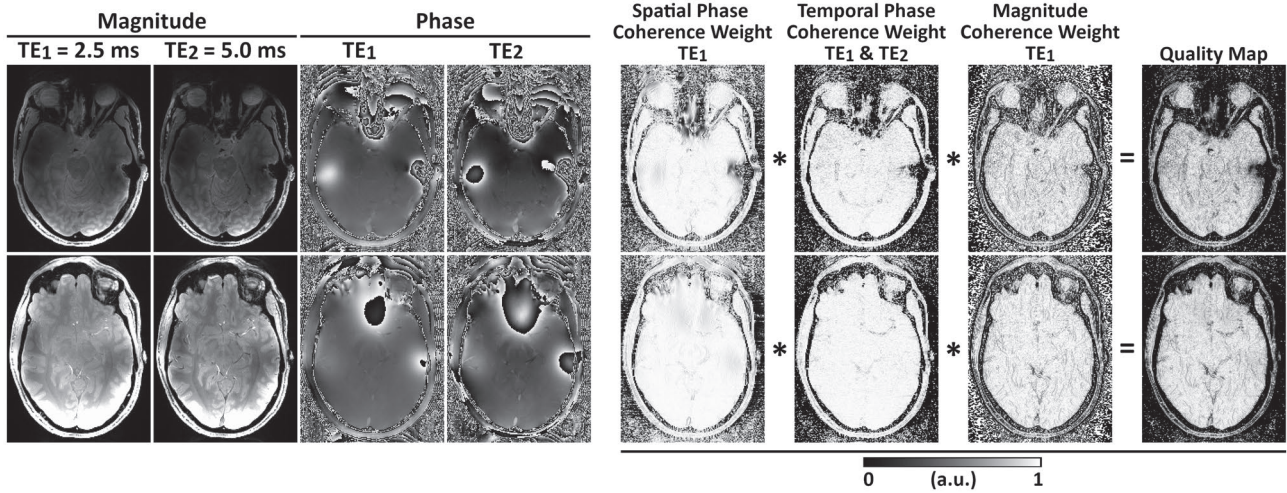 Magnitude
Phase
TE1 = 2.5 ms
TE2 = 5.0 ms
TE1
TE2
Spatial Phase
Coherence Weight
TE1
Temporal Phase
Coherence Weight
TE1 & TE2
Magnitude
Coherence Weight
TE1
Quality Map
* * =
* * =
0 (a.u.) 1